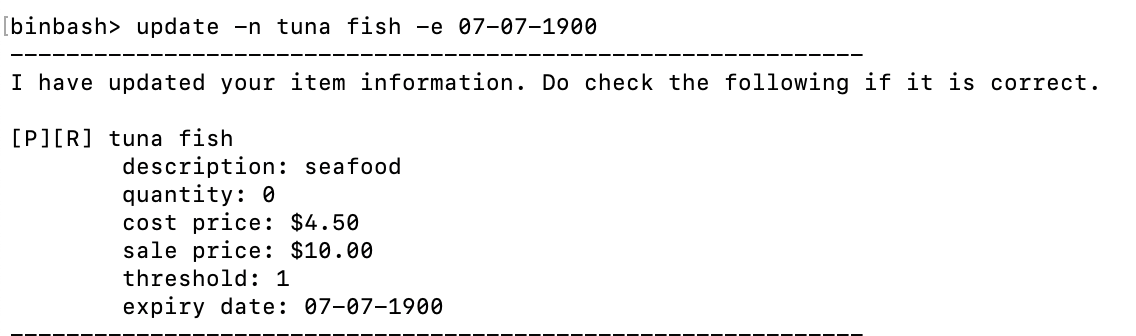 [binbash> update -n tuna fish -e 07-07-1900
-------------------------------------------------------------
I have updated your item information. Do check the following if it is correct.
[P][R] tuna fish
description: seafood
quantity: 0
cost price: $4.50
sale price: $10.00
threshold: 1
expiry date: 07-07-1900
-------------------------------------------------------------